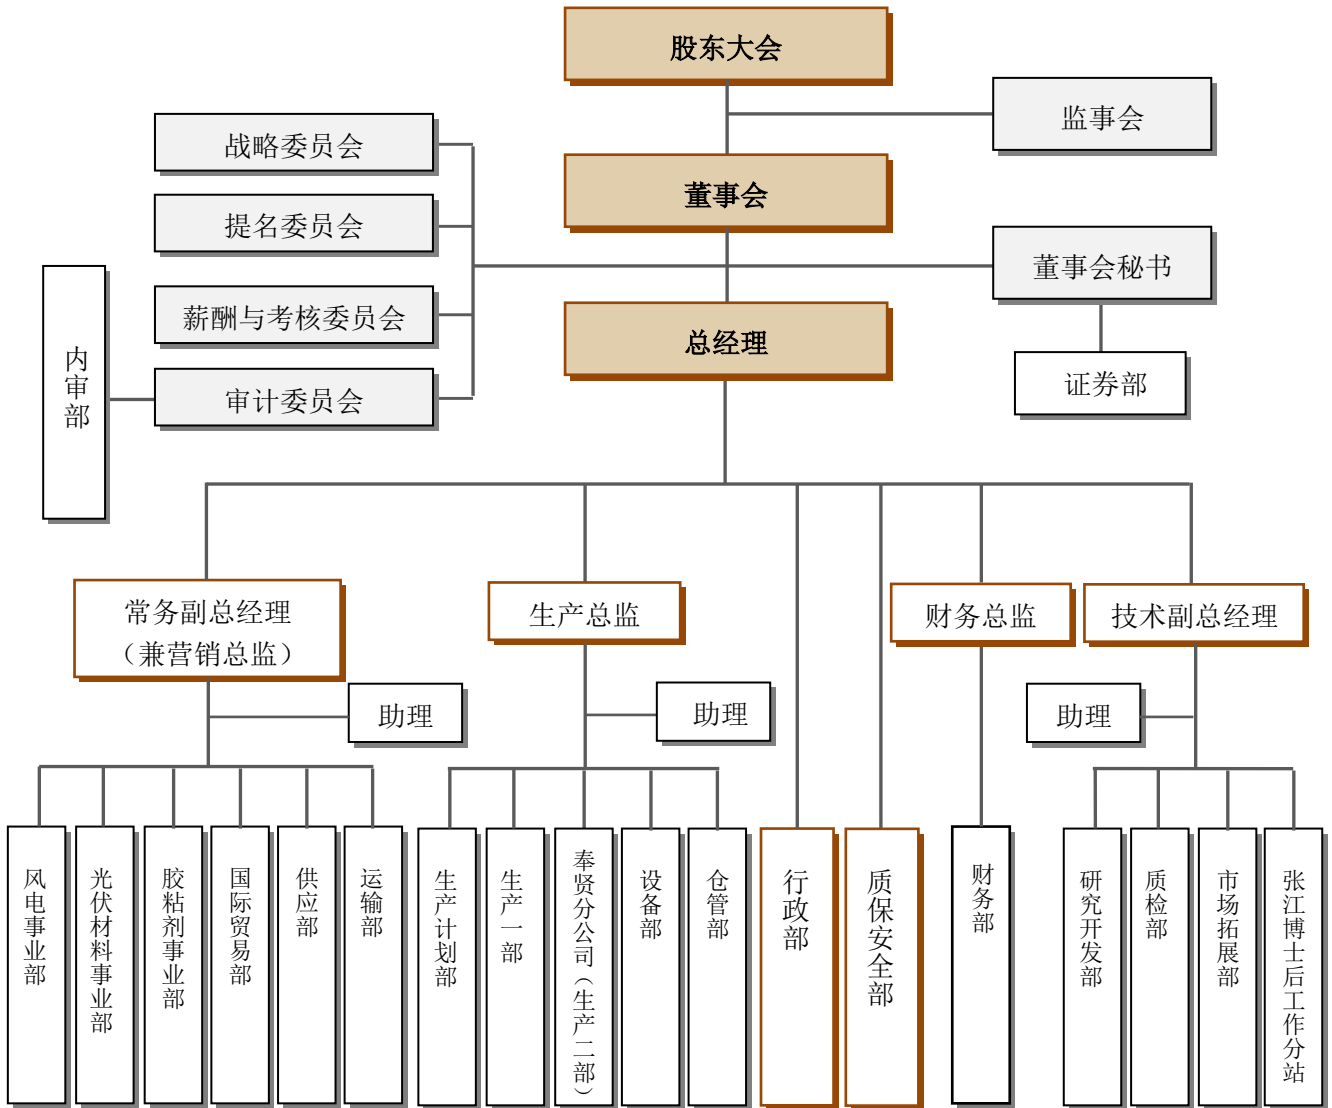 股东大会
监事会
战略委员会
董事会
提名委员会
董事会秘书
薪酬与考核委员会
总经理
内审部
审计委员会
证券部
常务副总经理
（兼营销总监）
生产总监
财务总监
技术副总经理
助理
助理
助理
风电事业部
光伏材料事业部
胶粘剂事业部
国际贸易部
供应部
运输部
生产计划部
生产一部
奉贤分公司（生产二部）
设备部
仓管部
行政部
质保安全部
财务部
研究开发部
质检部
市场拓展部
张江博士后工作分站